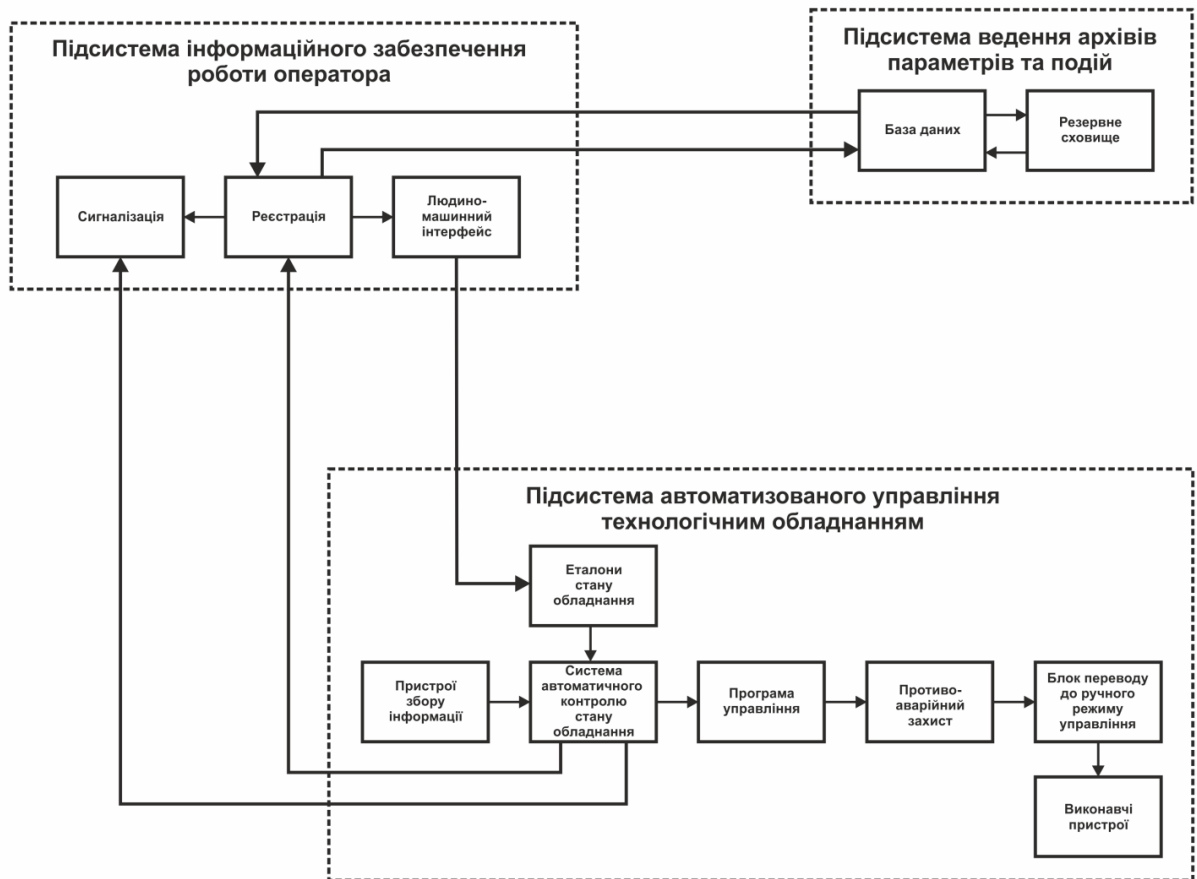 Підсистема інформаційного забезпечення
роботи оператора
Сигналізація
Реєстрація
Людино-
машинний
інтерфейс
Підсистема ведення архівів
параметрів та подій
База даних
Резервне
сховище
Підсистема автоматизованого управління
технологічним обладнанням
Еталони
стану
обладнання
Пристрої
збору
інформації
Система
автоматичного
контролю
стану
обладнання
Програма
управління
Противо-
аварійний
захист
Блок переводу
до ручного
режиму
управління
Виконавчі
пристрої